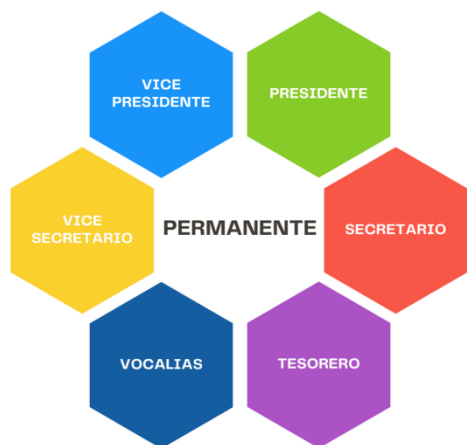 VICE
PRESIDENTE
PRESIDENTE
VICE
SECRETARIO
PERMANENTE
SECRETARIO
VOCALIAS
TESORERO